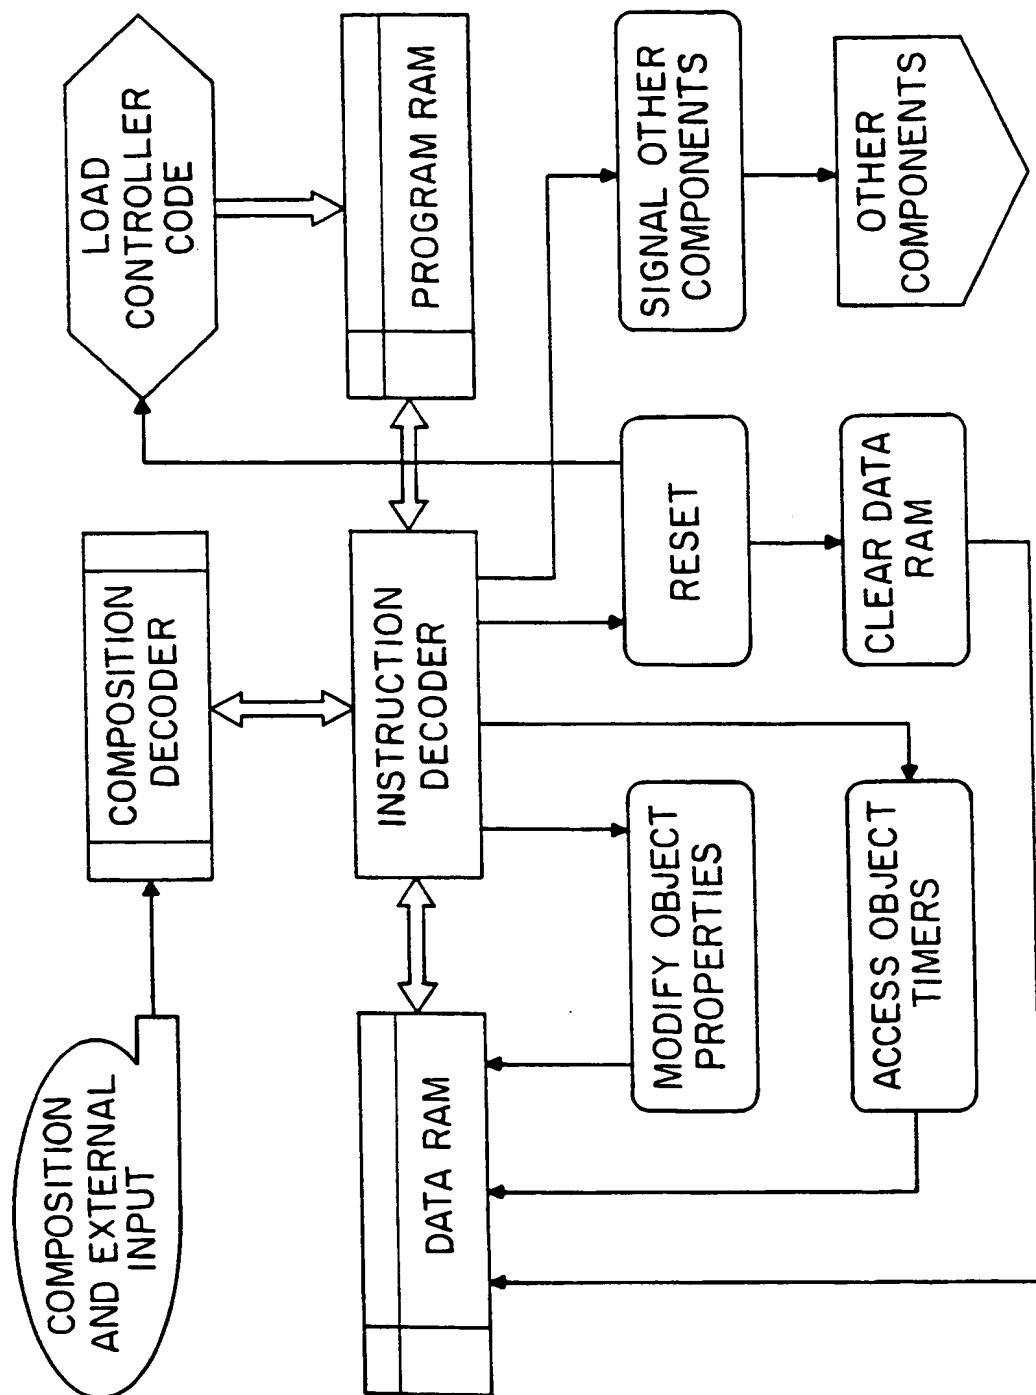 COMPOSITION
AND EXTERNAL
INPUT
COMPOSITION
DECODER
LOAD
CONTROLLER
CODE
DATA RAM
INSTRUCTION
DECODER
PROGRAM RAM
MODIFY OBJECT
PROPERTIES
RESET
SIGNAL OTHER
COMPONENTS
ACCESS OBJECT
TIMERS
CLEAR DATA
RAM
OTHER
COMPONENTS